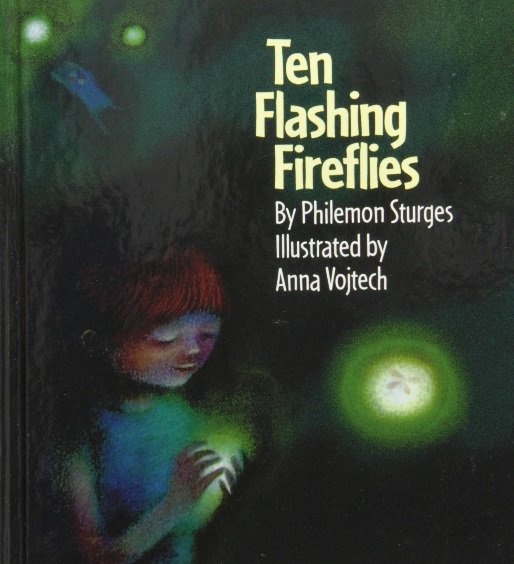 Ten
Flashing
Fireflies
By Philemon Sturges
Illustrated by
Anna Vojtech